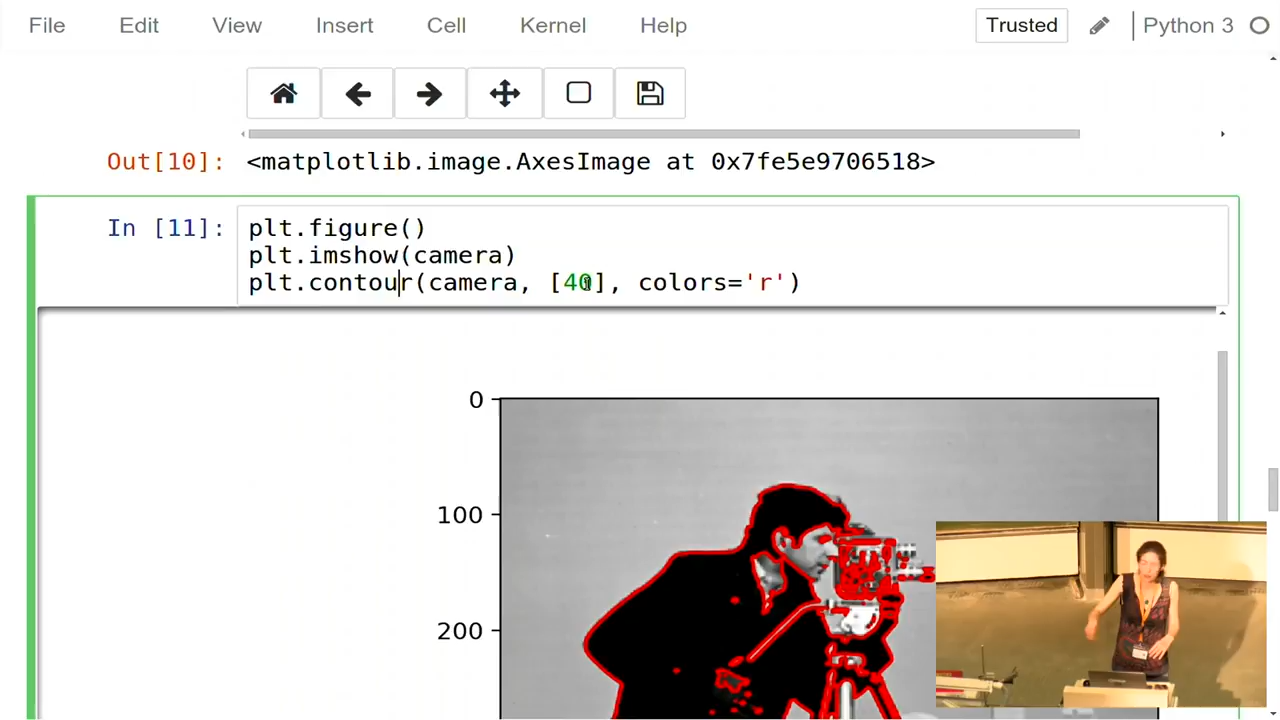 File Edit View Insert Cell Kernel Help Trusted Python 3
Out[10]: <matplotlib.image.AxesImage at 0x7fe5e9706518>
In [11]: plt.figure()
plt.imshow(camera)
plt.contour(camera, [40], colors='r')
0
100
200